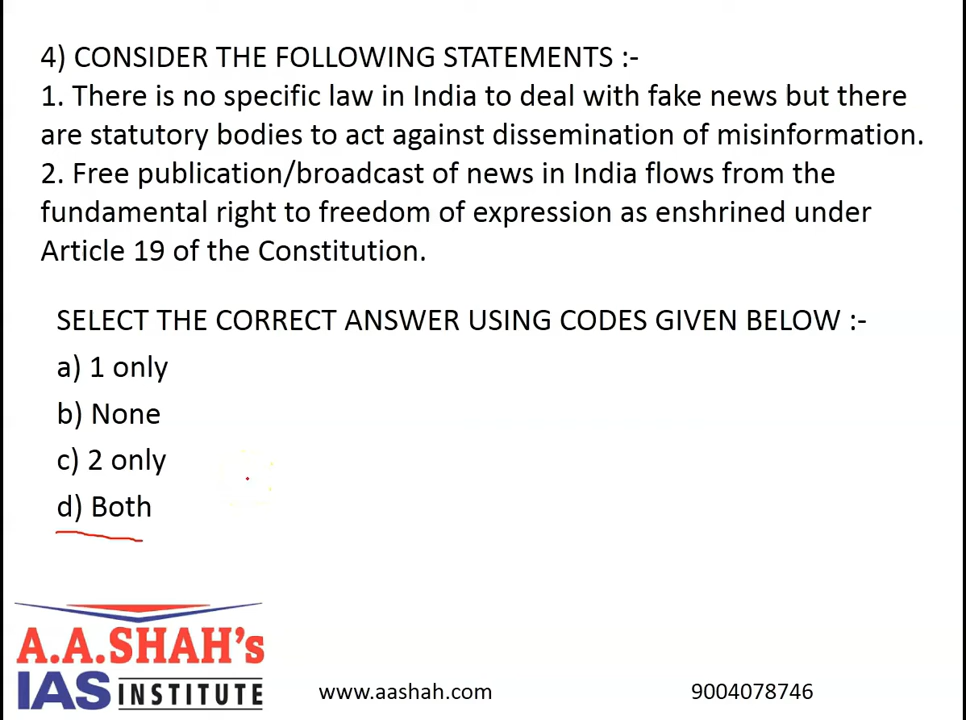 4) CONSIDER THE FOLLOWING STATEMENTS :-
1. There is no specific law in India to deal with fake news but there
are statutory bodies to act against dissemination of misinformation.
2. Free publication/broadcast of news in India flows from the
fundamental right to freedom of expression as enshrined under
Article 19 of the Constitution.
SELECT THE CORRECT ANSWER USING CODES GIVEN BELOW :-
a) 1 only
b) None
c) 2 only
d) Both
A.A.SHAH's
IAS INSTITUTE
www.aashah.com
9004078746